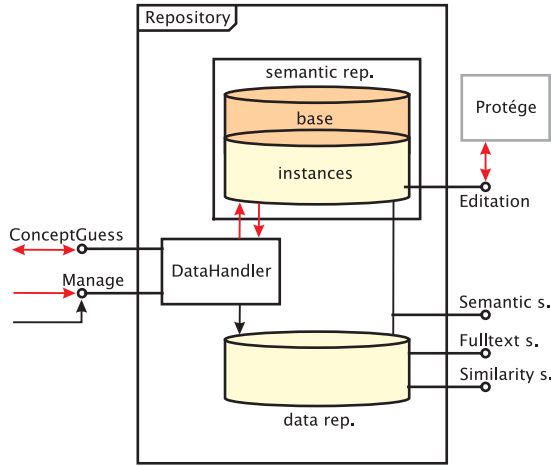 Repository
semantic rep.
base
instances
Protége
Editation
ConceptGuess
DataHandler
Manage
Semantic s.
Fulltext s.
Similarity s.
data rep.